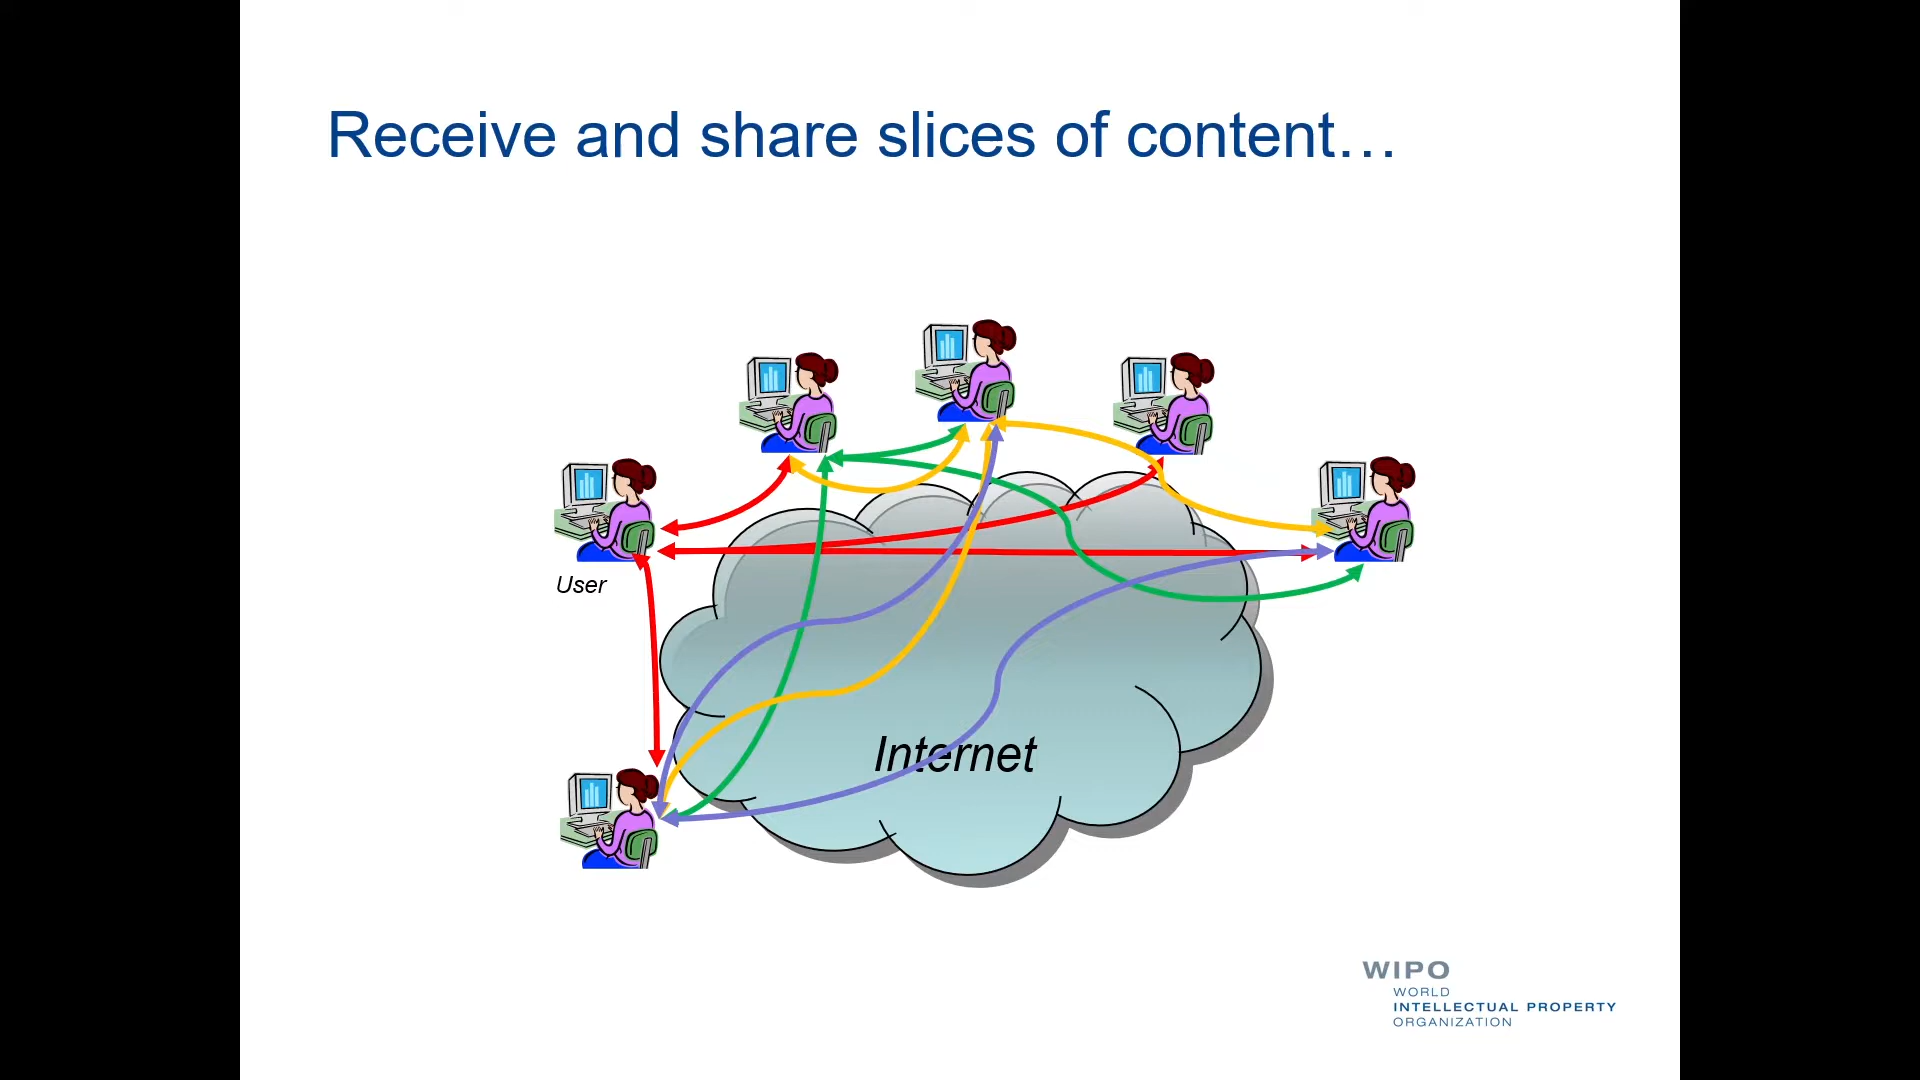 Receive and share slices of content…
User
Internet
WIPO
WORLD
INTELLECTUAL PROPERTY
ORGANIZATION